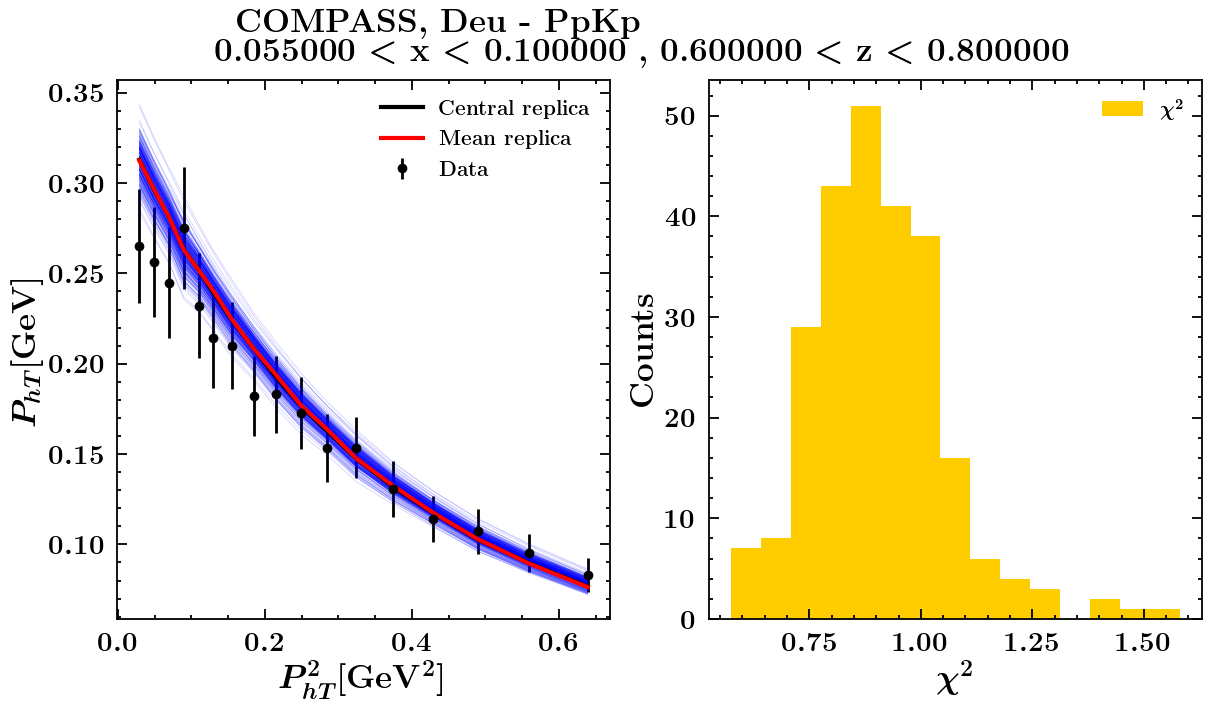 COMPASS, Deu - PpKp
0.055000 < x < 0.100000 , 0.600000 < z < 0.800000
0.35
0.30
0.25
0.20
0.15
0.10
P_{hT}[GeV]
0.0 0.2 0.4 0.6
P²_{hT}[GeV²]
Central replica
Mean replica
Data
50
40
30
20
10
0
Counts
0.75 1.00 1.25 1.50
χ²
χ²